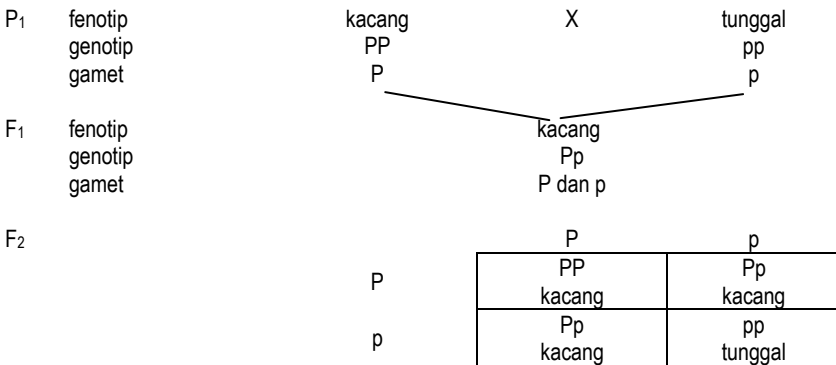 P₁ fenotip kacang X tunggal
genotip PP pp
gamet P p
F₁ fenotip kacang
genotip Pp
gamet P dan p
F₂ P p
P PP Pp
kacang kacang
p Pp pp
kacang tunggal